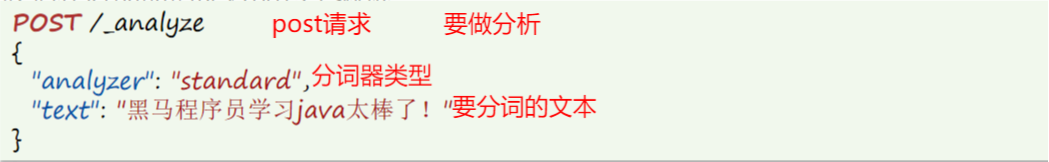 POST /_analyze post请求 要做分析
{
"analyzer": "standard", 分词器类型
"text": "黑马程序员学习java太棒了！" 要分词的文本
}